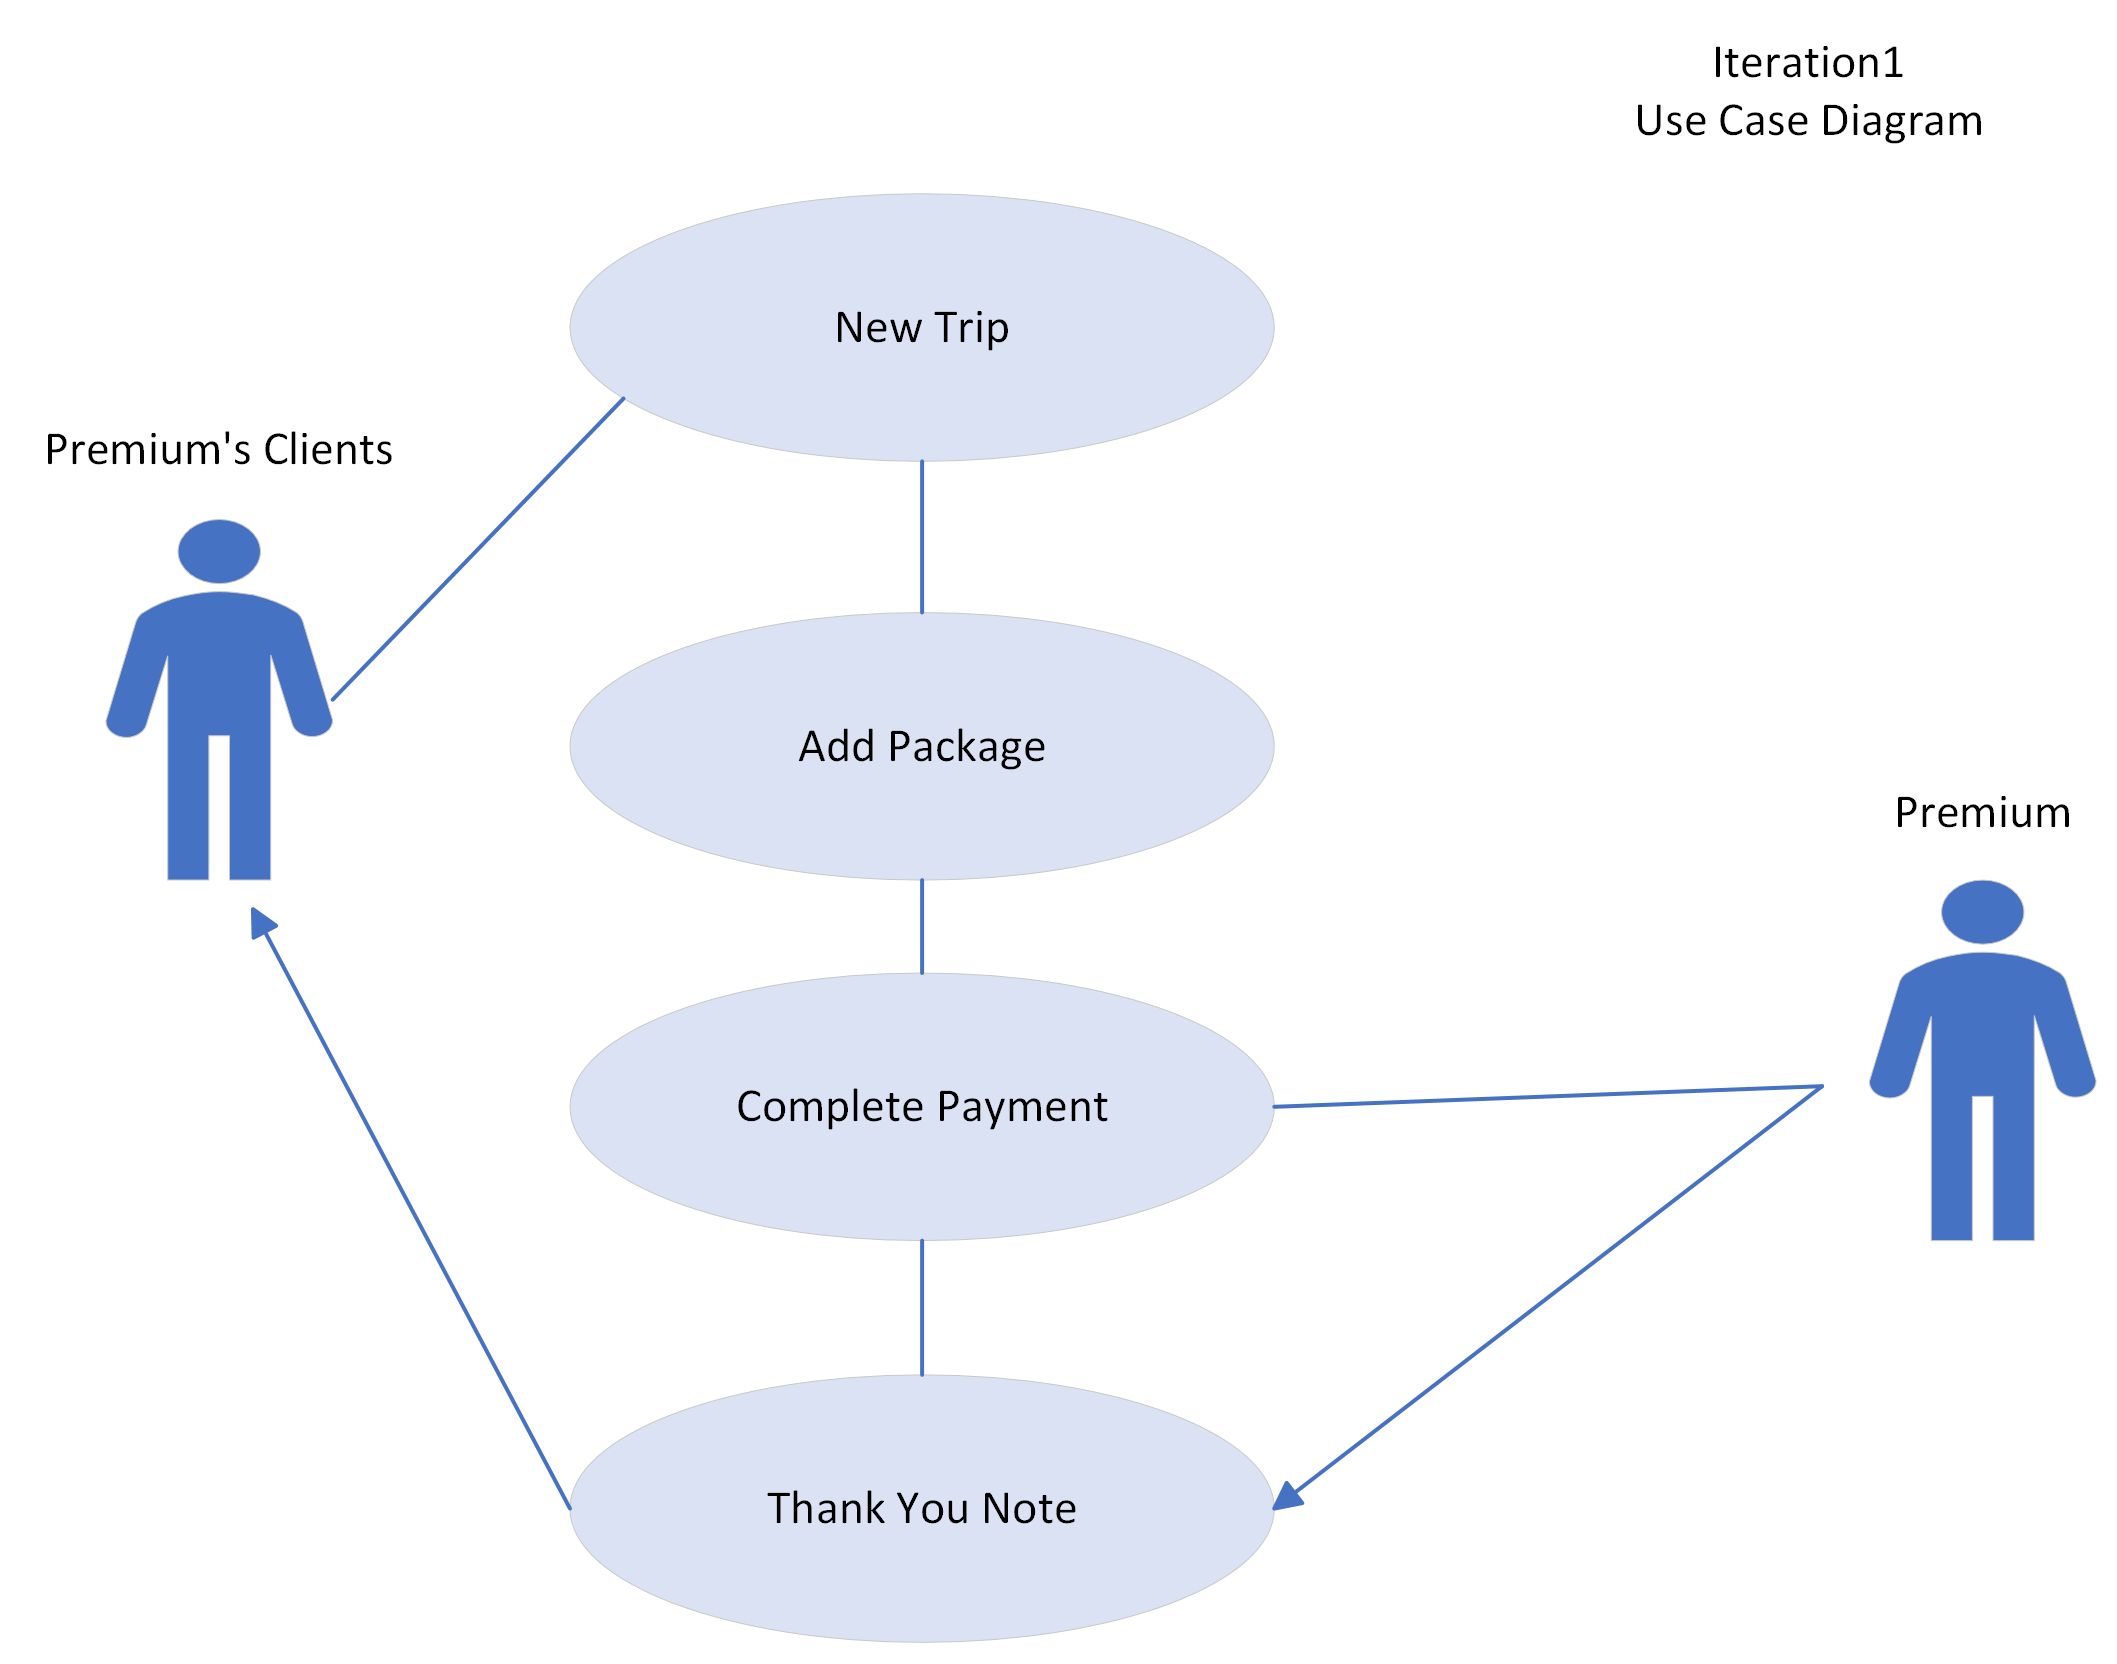 Iteration1
Use Case Diagram
New Trip
Premium's Clients
Add Package
Premium
Complete Payment
Thank You Note